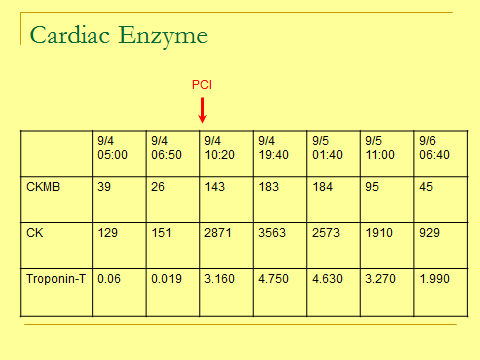 Cardiac Enzyme
PCI
9/4 9/4 9/4 9/4 9/5 9/5 9/6
05:00 06:50 10:20 19:40 01:40 11:00 06:40
CKMB 39 26 143 183 184 95 45
CK 129 151 2871 3563 2573 1910 929
Troponin-T 0.06 0.019 3.160 4.750 4.630 3.270 1.990